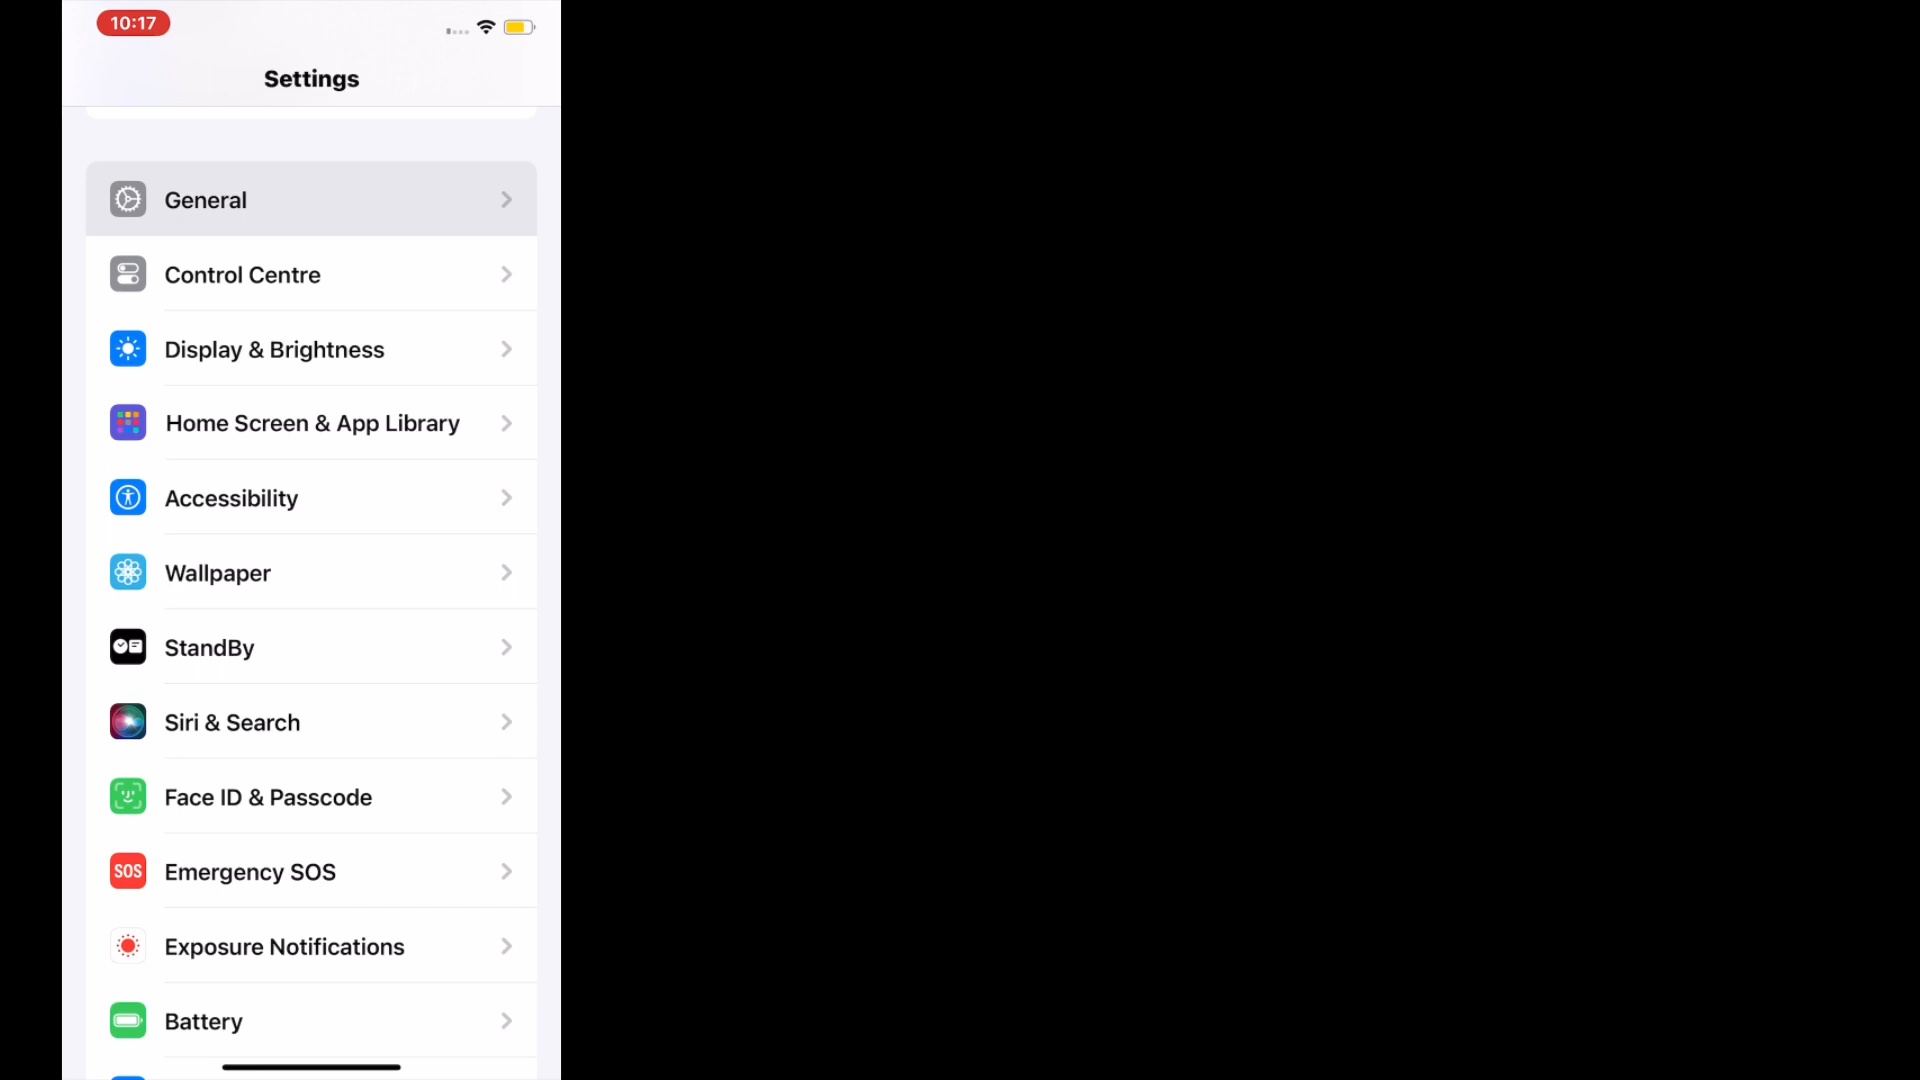 10:17
Settings
General
Control Centre
Display & Brightness
Home Screen & App Library
Accessibility
Wallpaper
StandBy
Siri & Search
Face ID & Passcode
SOS Emergency SOS
Exposure Notifications
Battery